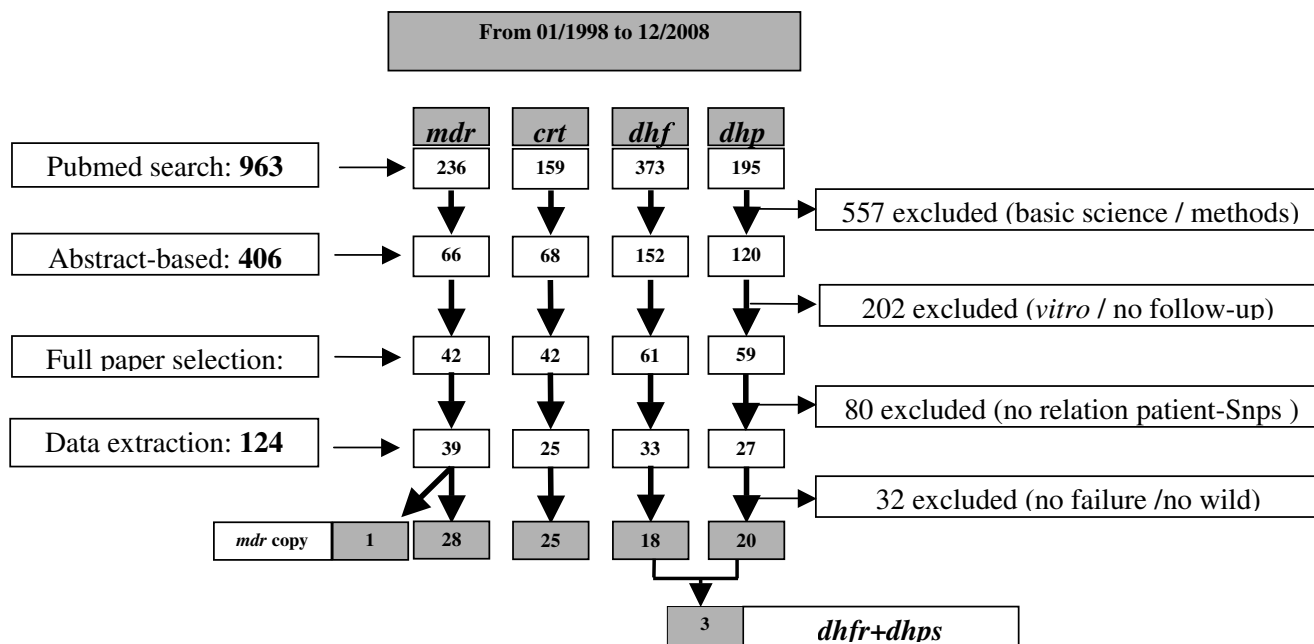 From 01/1998 to 12/2008
mdr crt dhf dhp
Pubmed search: 963
236 159 373 195
557 excluded (basic science / methods)
Abstract-based: 406
66 68 152 120
202 excluded (vitro / no follow-up)
Full paper selection:
42 42 61 59
80 excluded (no relation patient-Snps )
Data extraction: 124
39 25 33 27
32 excluded (no failure /no wild)
mdr copy 1 28 25 18 20
3 dhfr+dhps